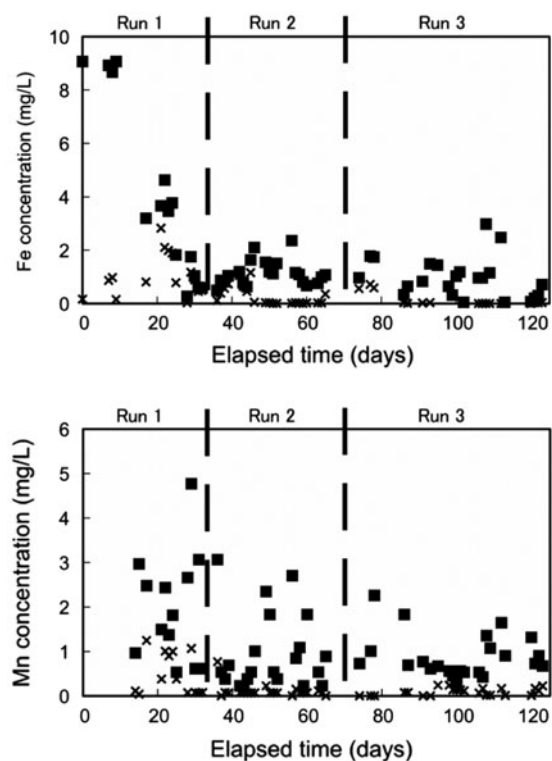 Run 1 Run 2 Run 3
10
8
6
4
2
0
Fe concentration (mg/L)
0 20 40 60 80 100 120
Elapsed time (days)
Run 1 Run 2 Run 3
6
5
4
3
2
1
0
Mn concentration (mg/L)
0 20 40 60 80 100 120
Elapsed time (days)